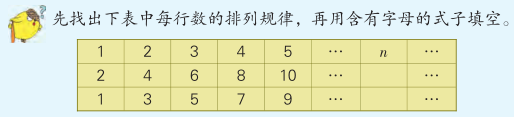 先找出下表中每行数的排列规律，再用含有字母的式子填空。
1 2 3 4 5 … n …
2 4 6 8 10 … …
1 3 5 7 9 … …